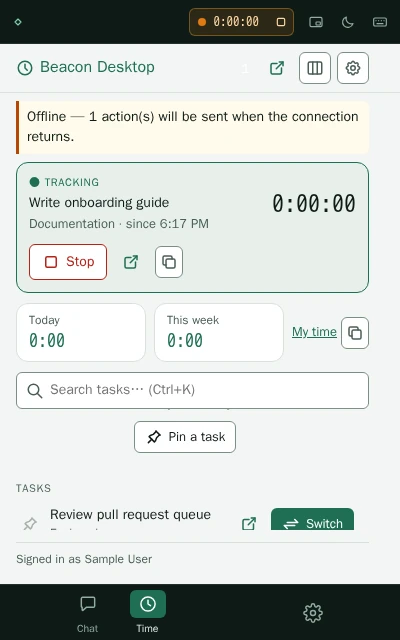 0:00:00
Beacon Desktop
1
Offline — 1 action(s) will be sent when the connection
returns.
TRACKING
Write onboarding guide
0:00:00
Documentation · since 6:17 PM
Stop
Today
0:00
This week
0:00
My time
Search tasks… (Ctrl+K)
Pin a task
TASKS
Review pull request queue
Switch
Signed in as Sample User
Chat
Time